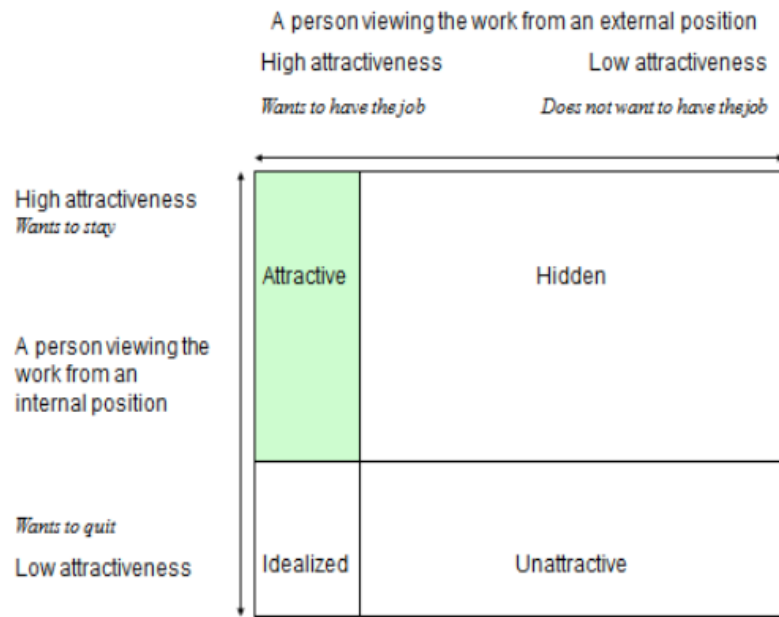 A person viewing the work from an external position
High attractiveness Low attractiveness
Wants to have the job Does not want to have thejob
High attractiveness
Wants to stay
Attractive Hidden
A person viewing the
work from an
internal position
Wants to quit
Low attractiveness
Idealized Unattractive